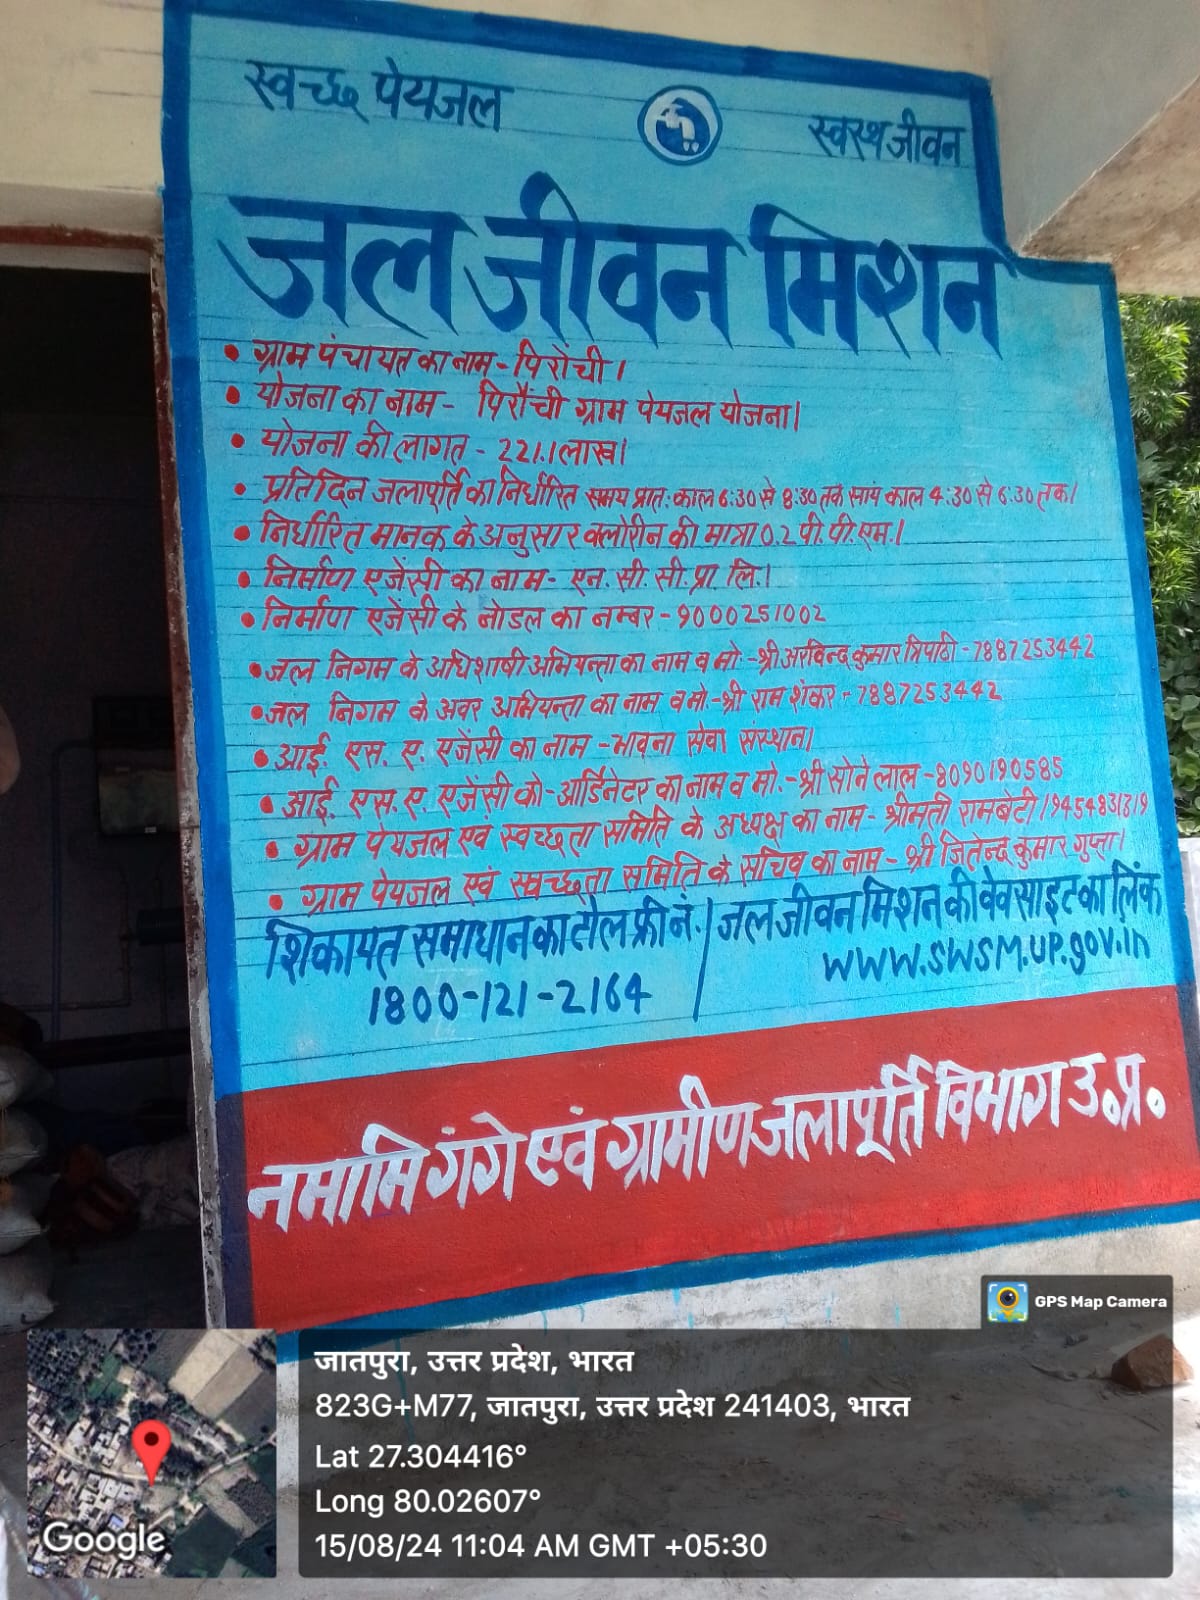 स्वच्छ पेयजल
स्वस्थ जीवन
जल जीवन मिशन
• ग्राम पंचायत का नाम - पिरोची।
• योजना का नाम - पिरौंची ग्राम पेयजल योजना।
• योजना की लागत - 221.1 लाख।
• प्रतिदिन जलापूर्ति का निर्धारित समय प्रातः काल 6:30 से 8:30 तक सायं काल 4:30 से 6:30 तक।
• निर्धारित मानक के अनुसार क्लोरीन की मात्रा 0.2 पी.पी.एम.।
• निर्माण एजेंसी का नाम - एन. सी. सी. प्रा. लि.।
• निर्माण एजेंसी के नोडल का नम्बर - 9000251002
• जल निगम के अधिशाषी अभियन्ता का नाम व मो. - श्री अरविन्द कुमार त्रिपाठी - 7887253442
• जल निगम के अवर अभियन्ता का नाम व मो. - श्री राम शंकर - 7887253442
• आई. एस. ए. एजेंसी का नाम - भावना सेवा संस्थान।
• आई. एस. ए. एजेंसी को-आर्डिनेटर का नाम व मो. - श्री सोने लाल - 8090190585
• ग्राम पेयजल एवं स्वच्छता समिति के अध्यक्ष का नाम - श्रीमती रामबेटी / 9454831319
• ग्राम पेयजल एवं स्वच्छता समिति के सचिव का नाम - श्री जितेन्द्र कुमार गुप्ता।
शिकायत समाधान का टोल फ्री नं. / जल जीवन मिशन की वेवसाइट का लिंक
1800-121-2164 / www.swsm.up.gov.in
नमामि गंगे एवं ग्रामीण जलापूर्ति विभाग उ.प्र.
GPS Map Camera
जातपुरा, उत्तर प्रदेश, भारत
823G+M77, जातपुरा, उत्तर प्रदेश 241403, भारत
Lat 27.304416°
Long 80.02607°
15/08/24 11:04 AM GMT +05:30
Google